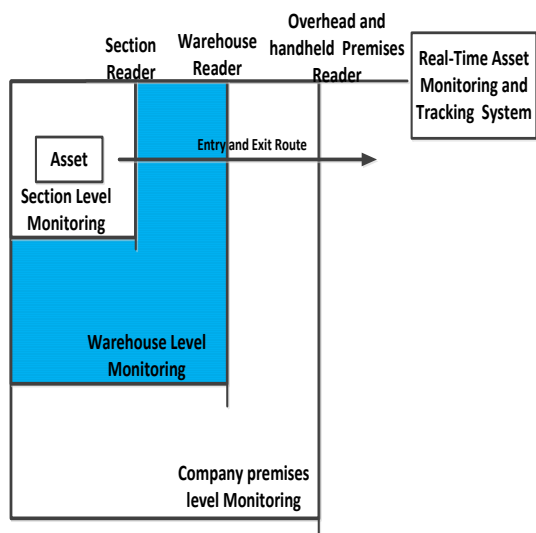 Section
Reader
Warehouse
Reader
Overhead and
handheld Premises
Reader
Real-Time Asset
Monitoring and
Tracking System
Asset
Entry and Exit Route
Section Level
Monitoring
Warehouse Level
Monitoring
Company premises
level Monitoring